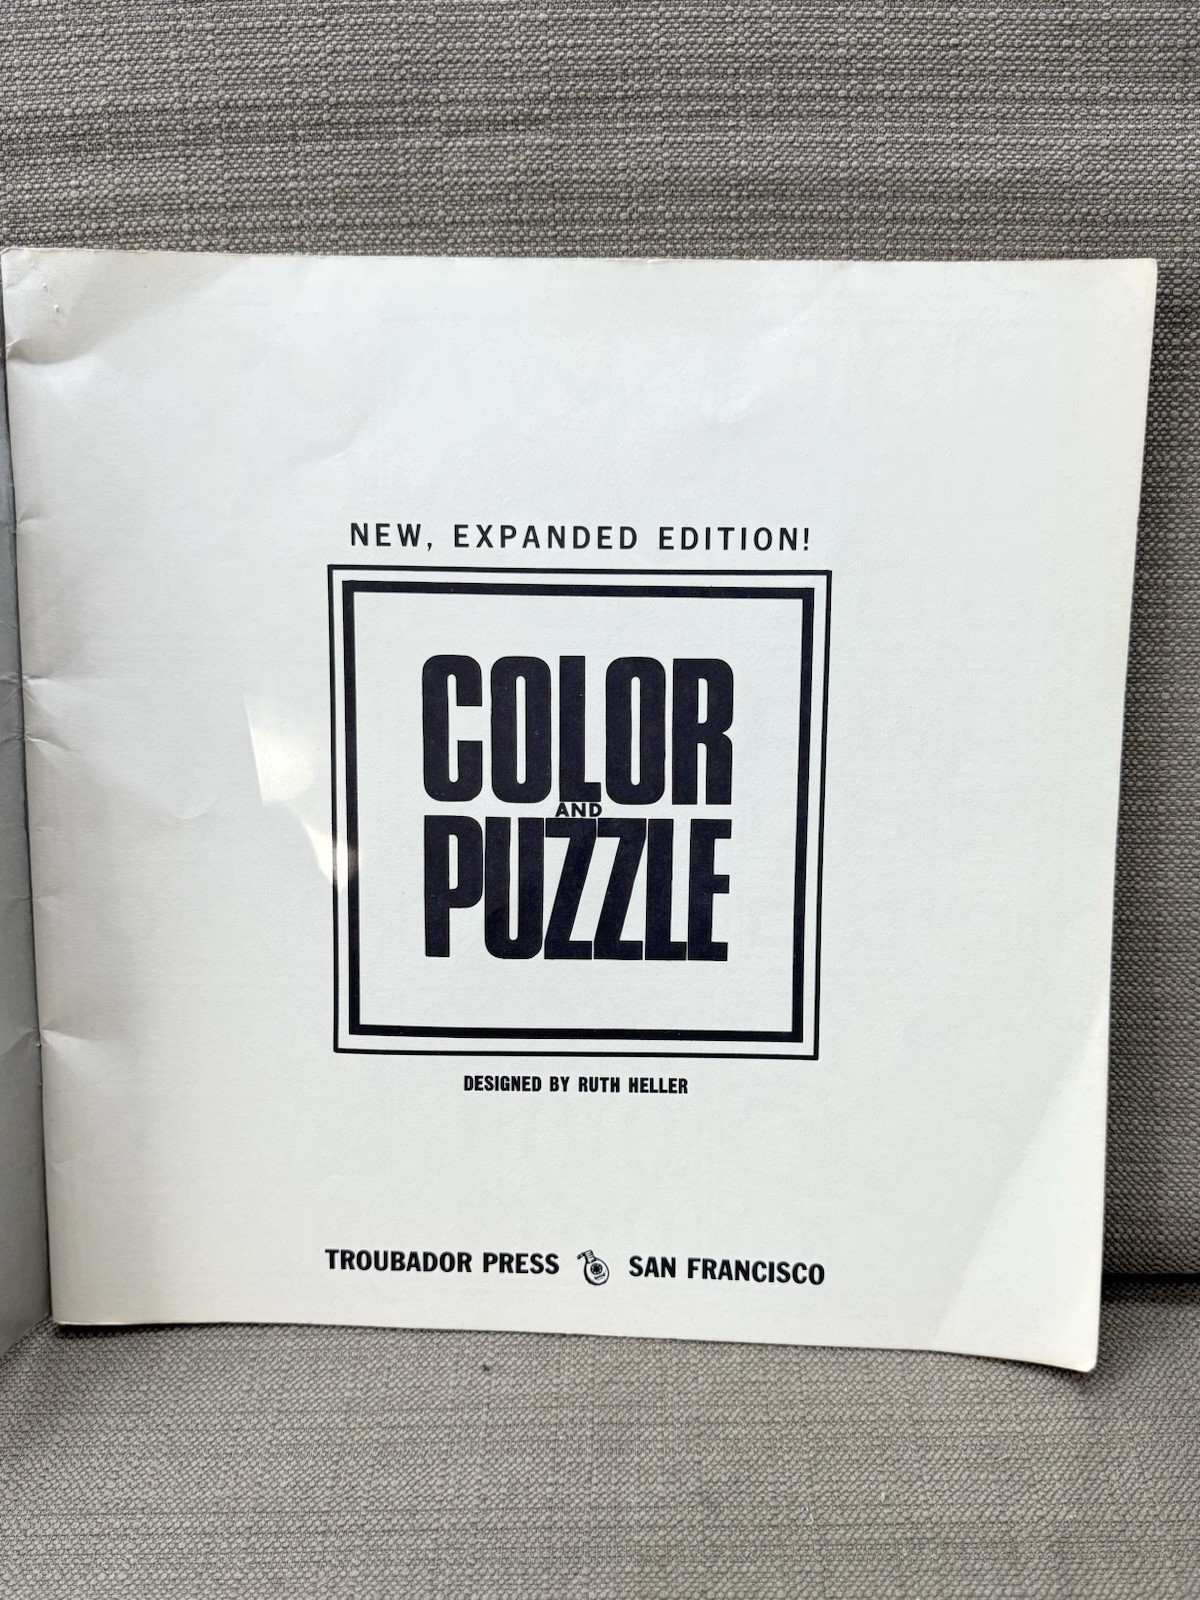 NEW, EXPANDED EDITION!
COLOR
AND
PUZZLE
DESIGNED BY RUTH HELLER
TROUBADOR PRESS SAN FRANCISCO